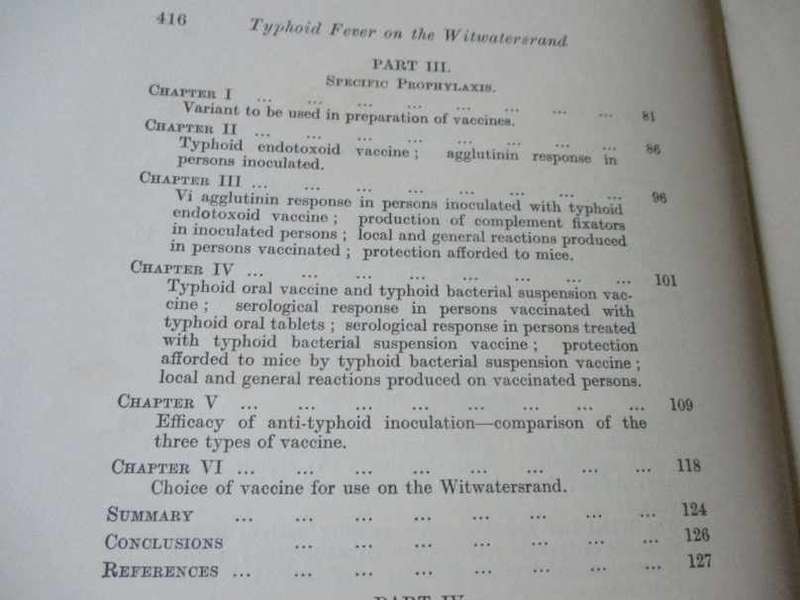 416 Typhoid Fever on the Witwatersrand
PART III.
SPECIFIC PROPHYLAXIS.
CHAPTER I ... ... ... ... ... ... ... ... 81
Variant to be used in preparation of vaccines.
CHAPTER II ... ... ... ... ... ... ... ... 86
Typhoid endotoxoid vaccine ; agglutinin response in
persons inoculated.
CHAPTER III ... ... ... ... ... ... ... ... 96
Vi agglutinin response in persons inoculated with typhoid
endotoxoid vaccine ; production of complement fixators
in inoculated persons ; local and general reactions produced
in persons vaccinated ; protection afforded to mice.
CHAPTER IV ... ... ... ... ... ... ... ... 101
Typhoid oral vaccine and typhoid bacterial suspension vac-
cine ; serological response in persons vaccinated with
typhoid oral tablets ; serological response in persons treated
with typhoid bacterial suspension vaccine ; protection
afforded to mice by typhoid bacterial suspension vaccine ;
local and general reactions produced on vaccinated persons.
CHAPTER V ... ... ... ... ... ... ... ... 109
Efficacy of anti-typhoid inoculation—comparison of the
three types of vaccine.
CHAPTER VI ... ... ... ... ... ... ... ... 118
Choice of vaccine for use on the Witwatersrand.
SUMMARY ... ... ... ... ... ... ... ... 124
CONCLUSIONS ... ... ... ... ... ... ... 126
REFERENCES ... ... ... ... ... ... ... ... 127
PART IV